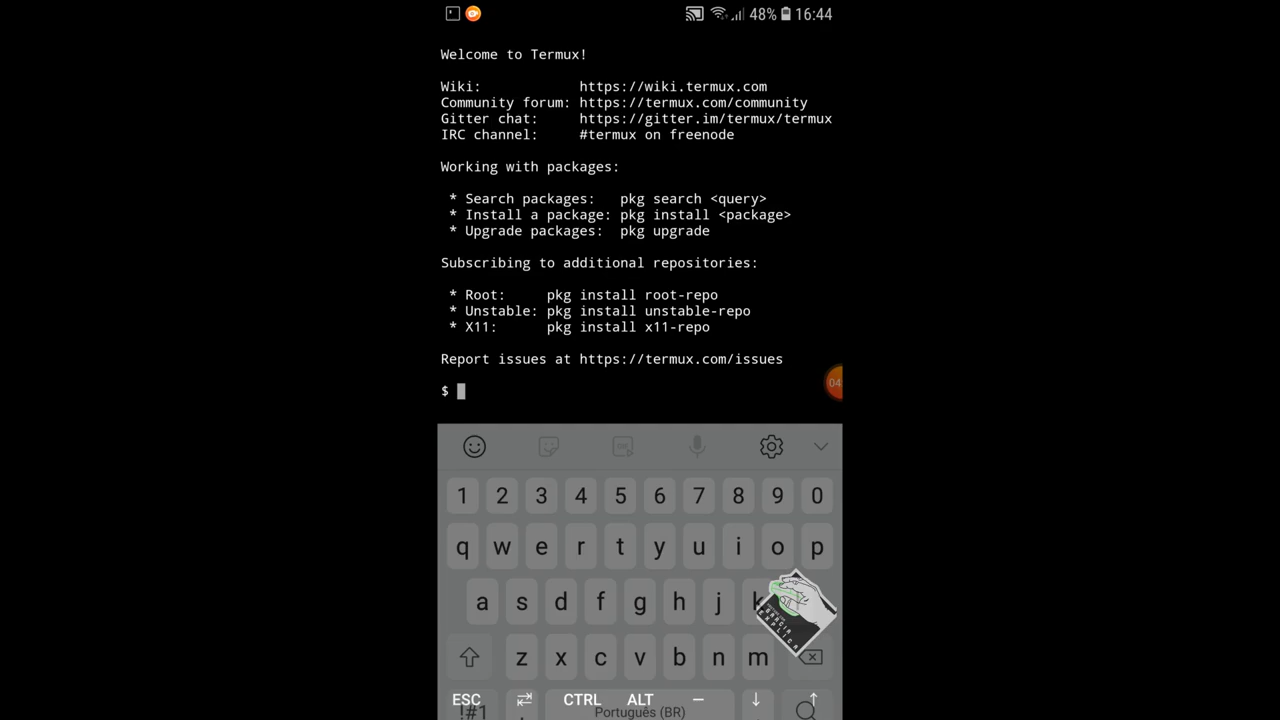 48% 16:44
Welcome to Termux!
Wiki: https://wiki.termux.com
Community forum: https://termux.com/community
Gitter chat: https://gitter.im/termux/termux
IRC channel: #termux on freenode
Working with packages:
* Search packages: pkg search <query>
* Install a package: pkg install <package>
* Upgrade packages: pkg upgrade
Subscribing to additional repositories:
* Root: pkg install root-repo
* Unstable: pkg install unstable-repo
* X11: pkg install x11-repo
Report issues at https://termux.com/issues
$
04
1 2 3 4 5 6 7 8 9 0
q w e r t y u i o p
a s d f g h j k
GARCIA
EXPLICA
z x c v b n m
ESC CTRL ALT — ↓ ↑
!#1 , Português (BR)